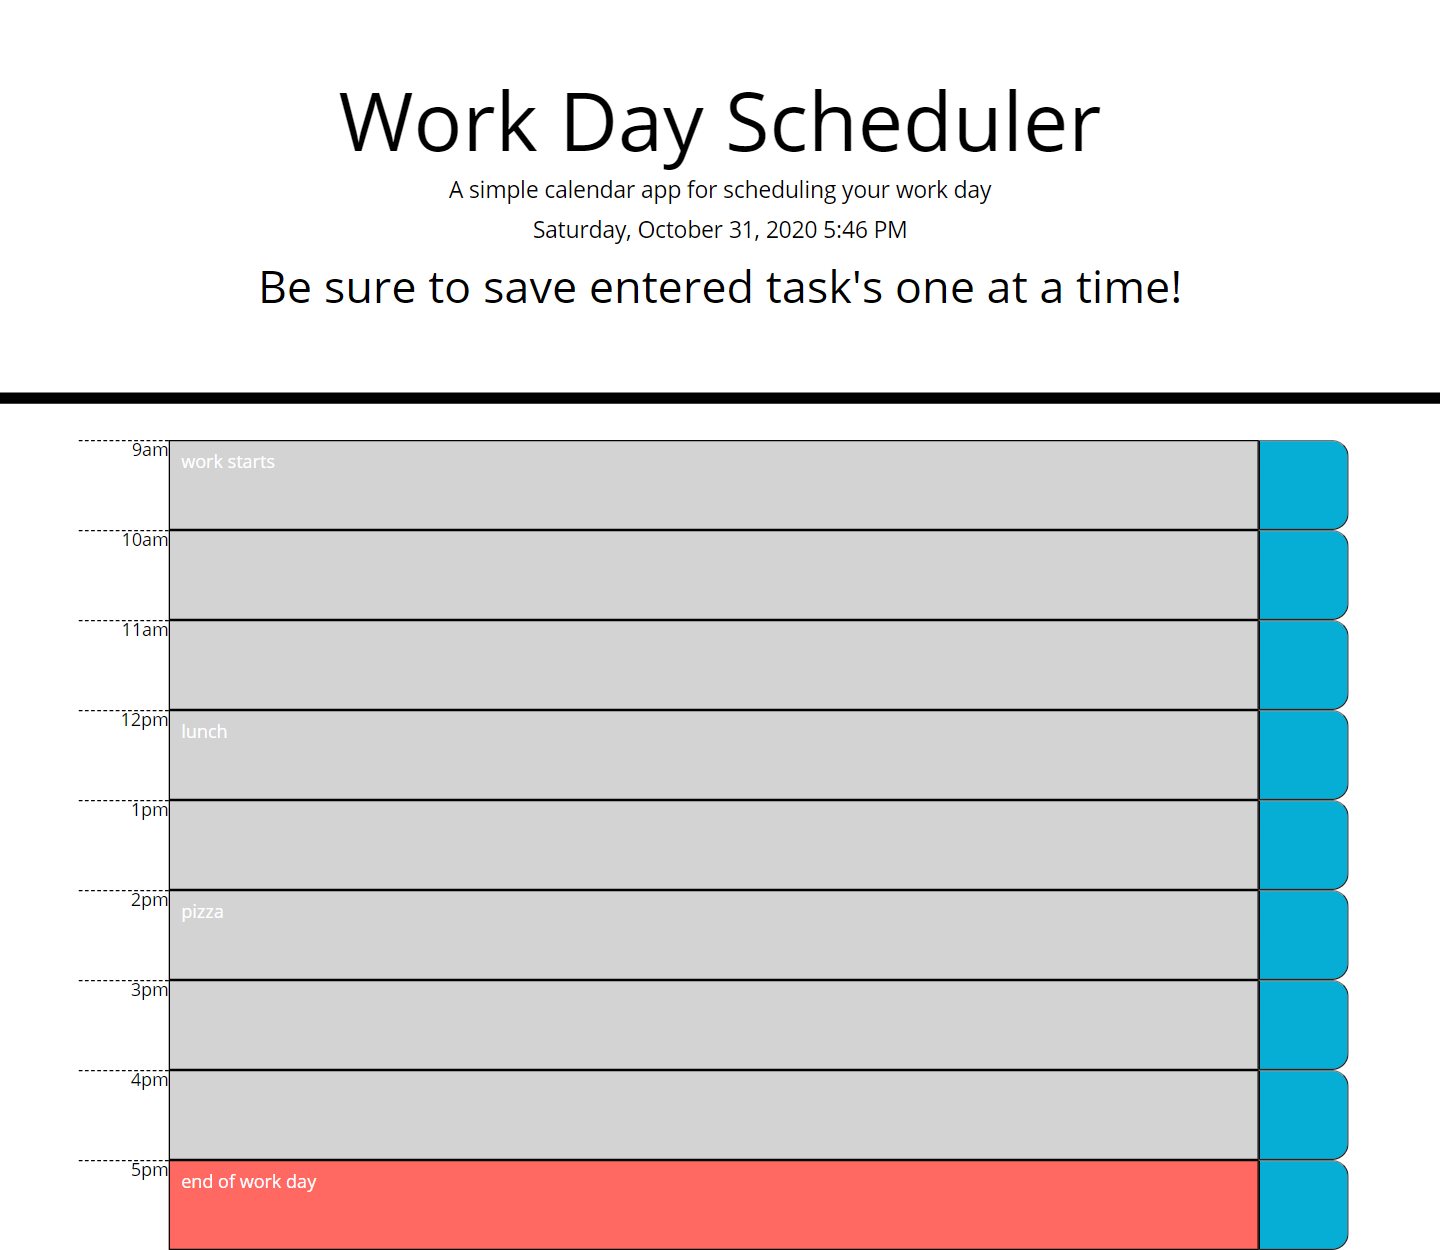 Work Day Scheduler
A simple calendar app for scheduling your work day
Saturday, October 31, 2020 5:46 PM
Be sure to save entered task's one at a time!
9am
work starts
10am
11am
12pm
lunch
1pm
2pm
pizza
3pm
4pm
5pm
end of work day